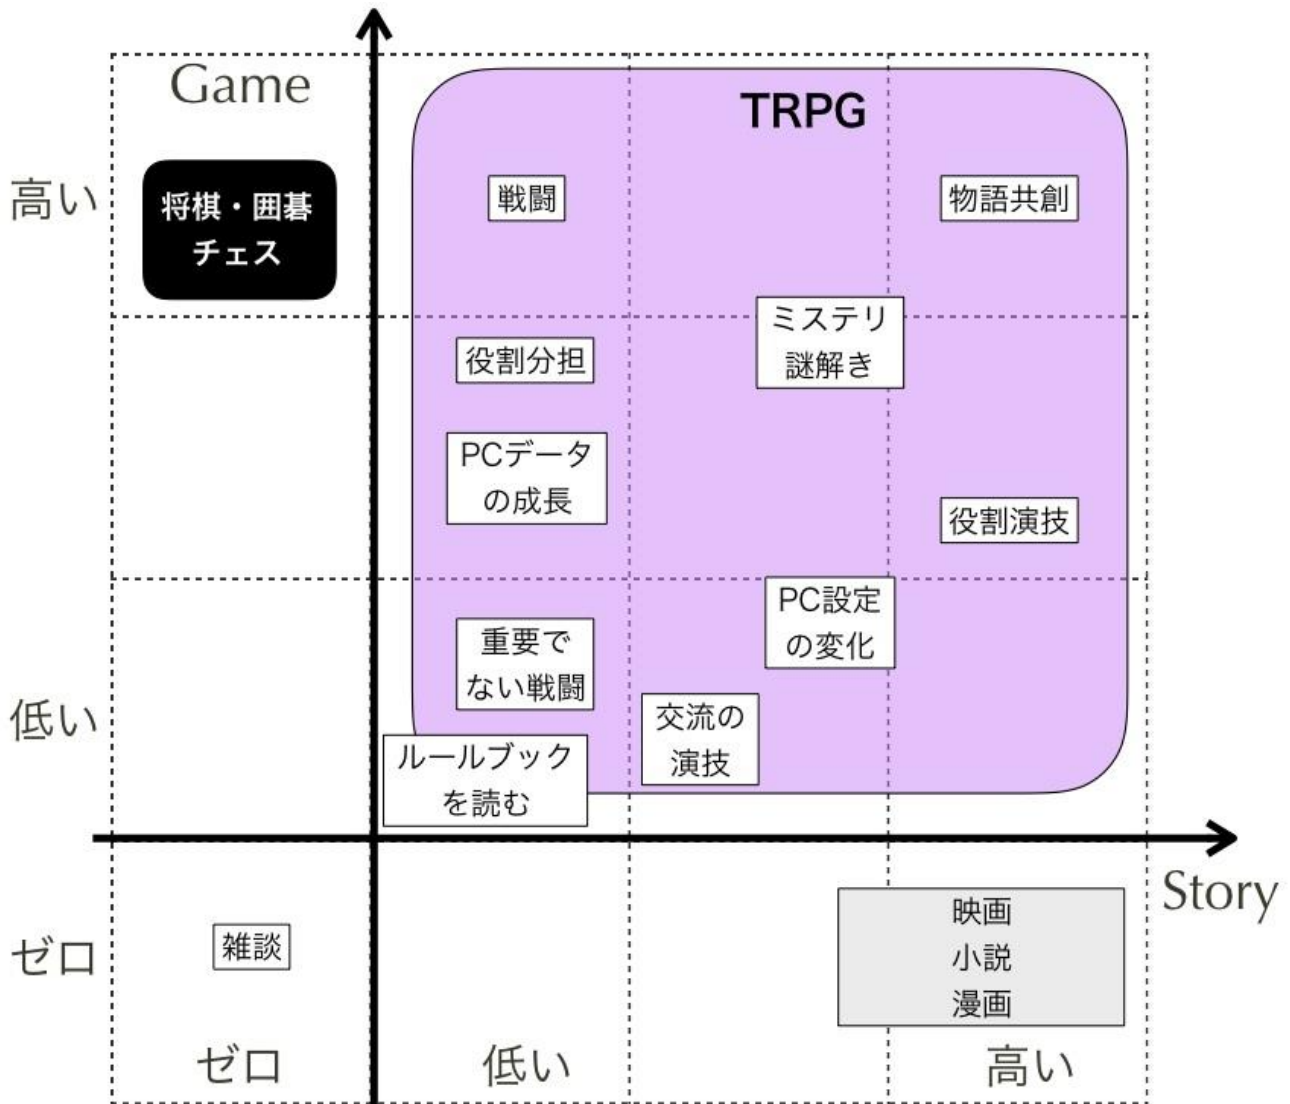 Game
TRPG
高い
将棋・囲碁
チェス
戦闘
物語共創
ミステリ
謎解き
役割分担
PCデータ
の成長
役割演技
PC設定
の変化
重要で
ない戦闘
低い
交流の
演技
ルールブック
を読む
Story
映画
小説
漫画
雑談
ゼロ
ゼロ
低い
高い